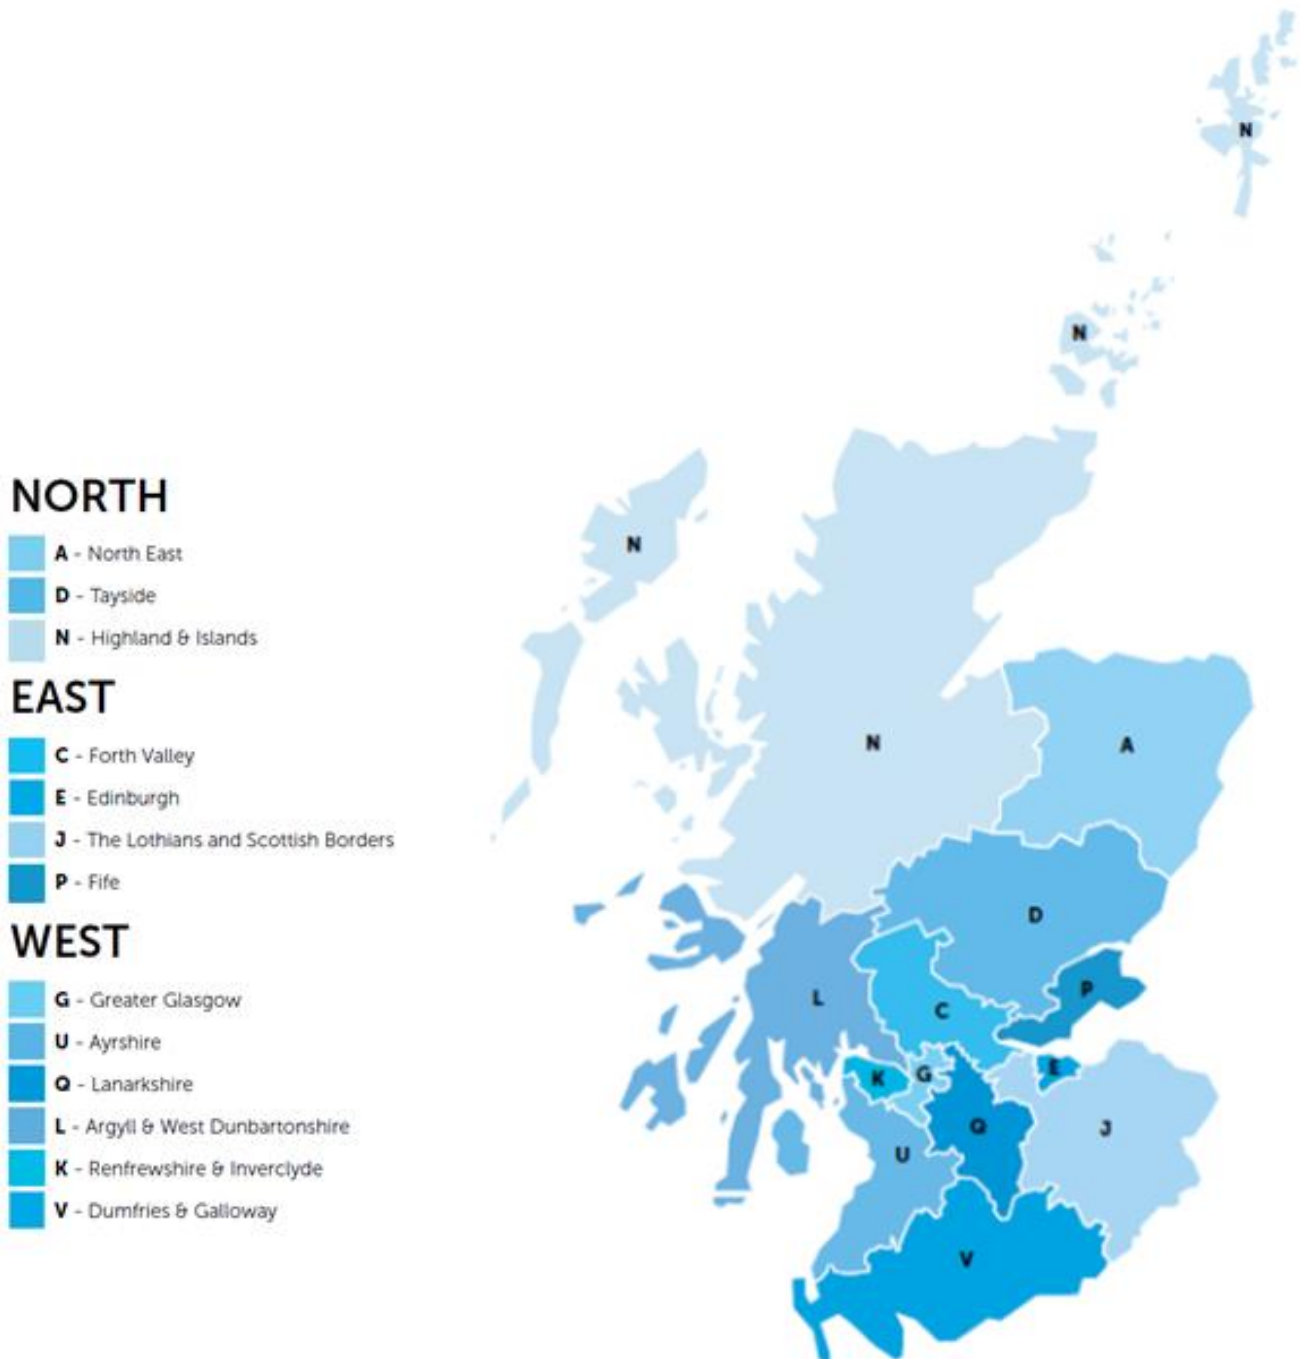 NORTH
A - North East
D - Tayside
N - Highland & Islands
EAST
C - Forth Valley
E - Edinburgh
J - The Lothians and Scottish Borders
P - Fife
WEST
G - Greater Glasgow
U - Ayrshire
Q - Lanarkshire
L - Argyll & West Dunbartonshire
K - Renfrewshire & Inverclyde
V - Dumfries & Galloway
N
N
N
N
A
D
P
L
C
E
G
K
Q
J
U
V